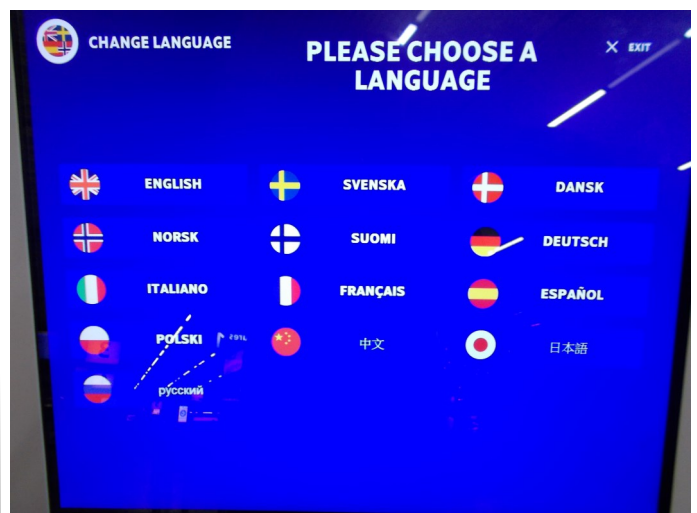 CHANGE LANGUAGE
PLEASE CHOOSE A
LANGUAGE
EXIT
ENGLISH
SVENSKA
DANSK
NORSK
SUOMI
DEUTSCH
ITALIANO
FRANÇAIS
ESPAÑOL
POLSKI
中文
日本語
русский